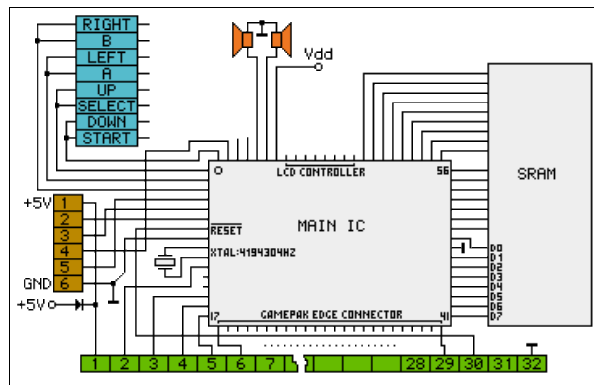 RIGHT
B
LEFT
A
UP
SELECT
DOWN
START
Vdd
LCD CONTROLLER
56
SRAM
MAIN IC
RESET
XTAL:4194304HZ
+5V
1
2
3
4
5
6
GND
+5V
D0
D1
D2
D3
D4
D5
D6
D7
17
GAMEPAK EDGE CONNECTOR
41
1 2 3 4 5 6 7 28 29 30 31 32